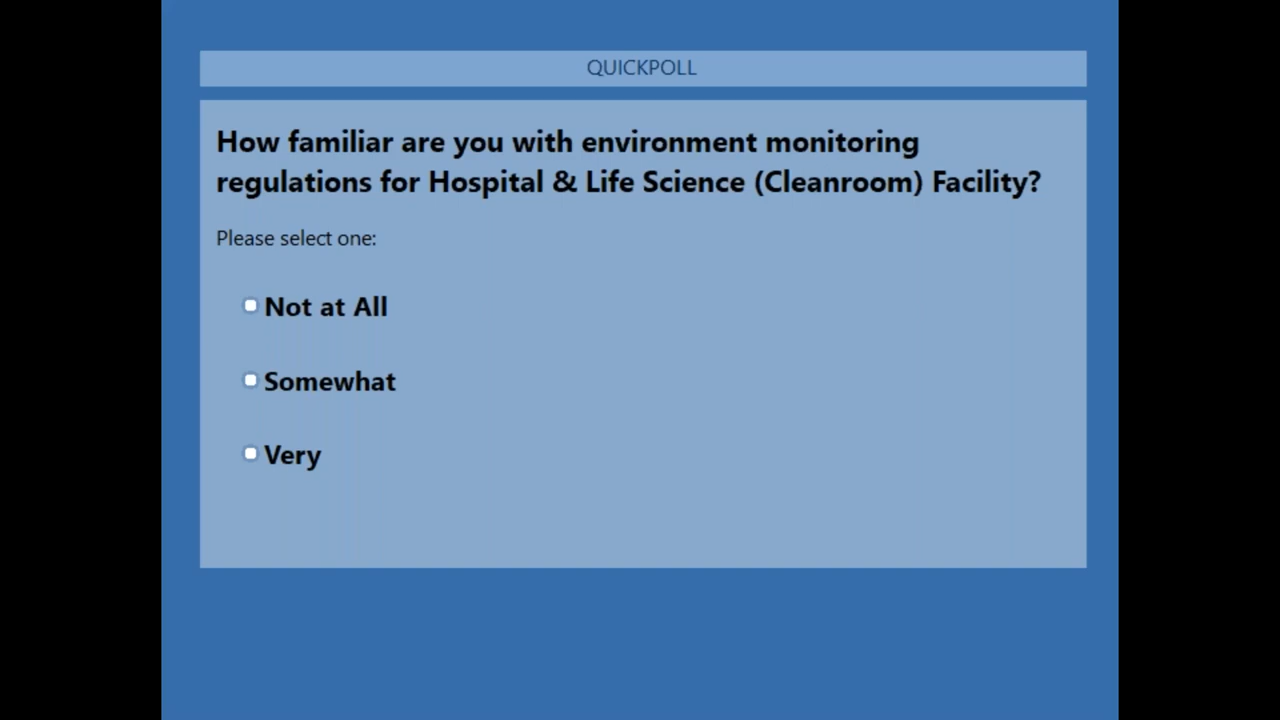 QUICKPOLL
How familiar are you with environment monitoring
regulations for Hospital & Life Science (Cleanroom) Facility?
Please select one:
Not at All
Somewhat
Very